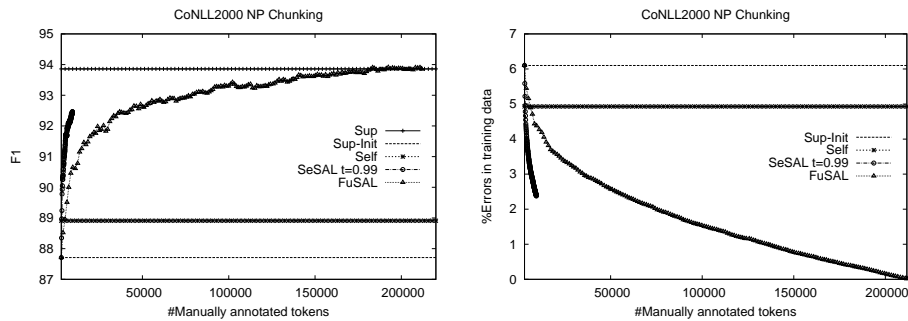 CoNLL2000 NP Chunking
95
94
93
92
91
90
89
88
87
F1
Sup
Sup-Init
Self
SeSAL t=0.99
FuSAL
50000 100000 150000 200000
#Manually annotated tokens
CoNLL2000 NP Chunking
7
6
5
4
3
2
1
0
%Errors in training data
Sup-Init
Self
SeSAL t=0.99
FuSAL
50000 100000 150000 200000
#Manually annotated tokens